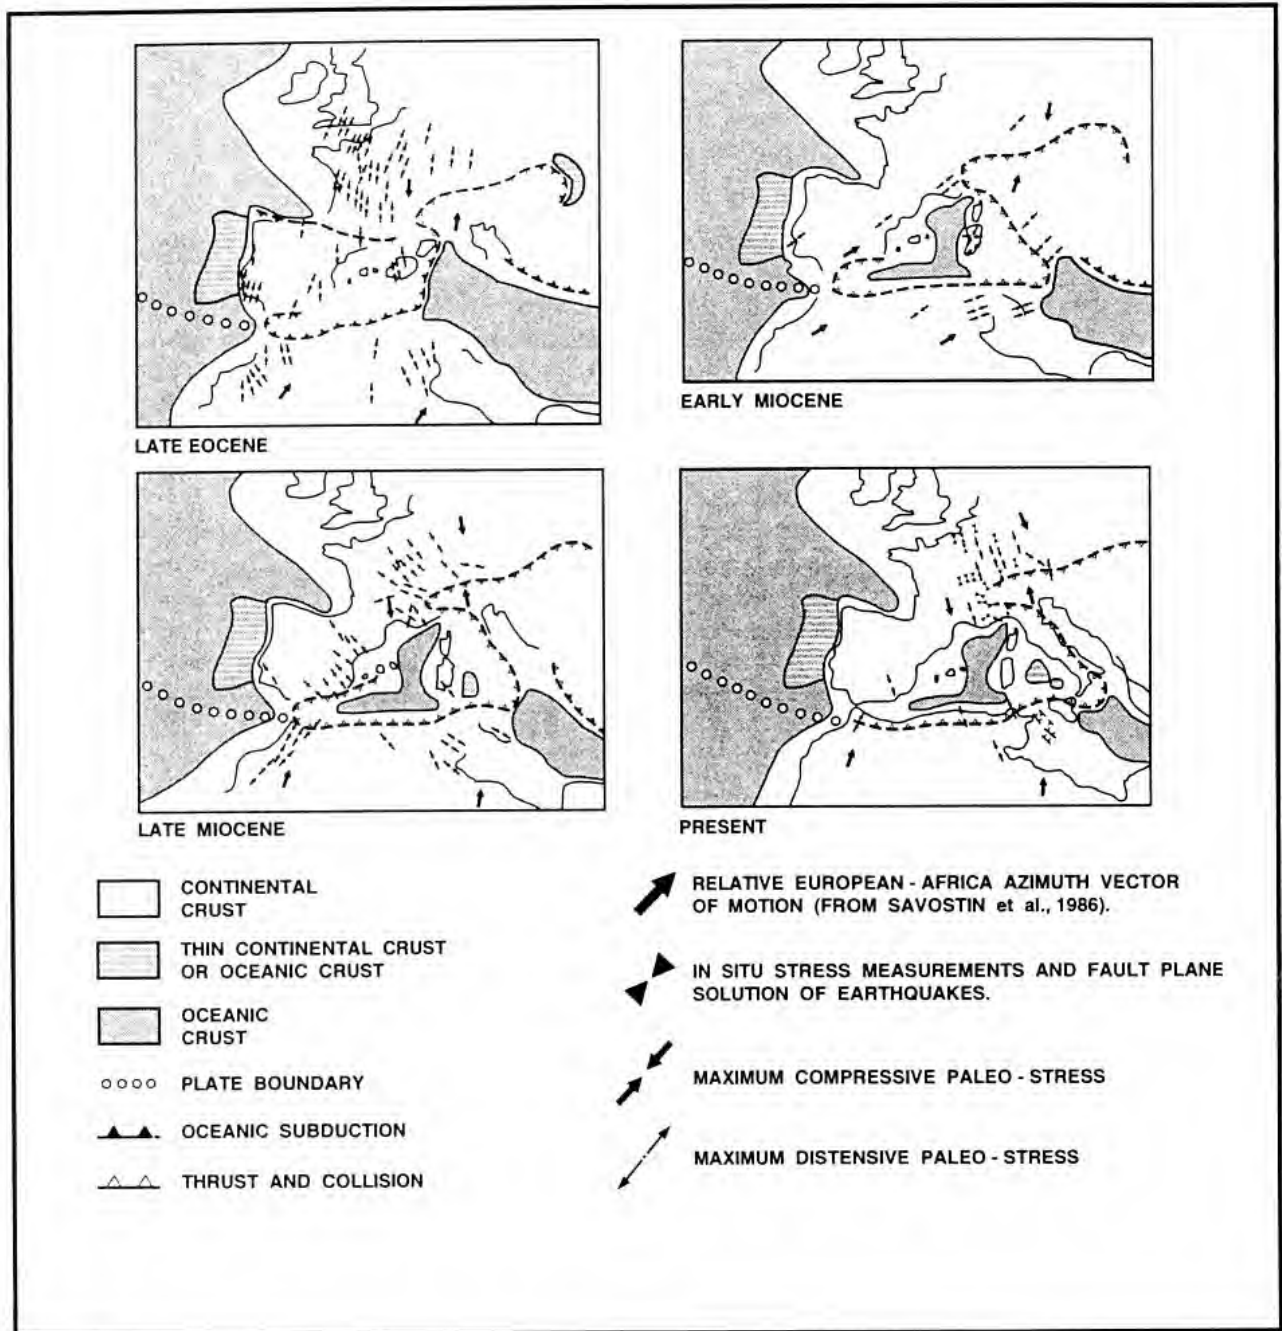 LATE EOCENE
EARLY MIOCENE
LATE MIOCENE
PRESENT
CONTINENTAL
CRUST
THIN CONTINENTAL CRUST
OR OCEANIC CRUST
OCEANIC
CRUST
PLATE BOUNDARY
OCEANIC SUBDUCTION
THRUST AND COLLISION
RELATIVE EUROPEAN - AFRICA AZIMUTH VECTOR
OF MOTION (FROM SAVOSTIN et al., 1986).
IN SITU STRESS MEASUREMENTS AND FAULT PLANE
SOLUTION OF EARTHQUAKES.
MAXIMUM COMPRESSIVE PALEO - STRESS
MAXIMUM DISTENSIVE PALEO - STRESS